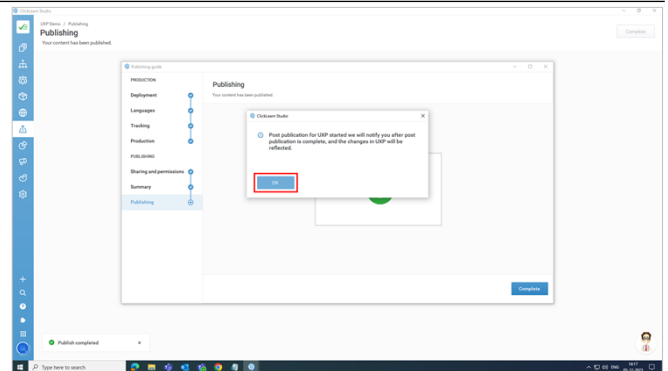 ClickLearn Studio
UXP Demo / Publishing
Publishing
Your content has been published.
Complete
Publishing guide
PRODUCTION
Deployment
Languages
Tracking
Production
PUBLISHING
Sharing and permissions
Summary
Publishing
Publishing
Your content has been published.
ClickLearn Studio
Post publication for UXP started we will notify you after post
publication is complete, and the changes in UXP will be
reflected.
OK
Complete
Publish completed
Type here to search
ENG